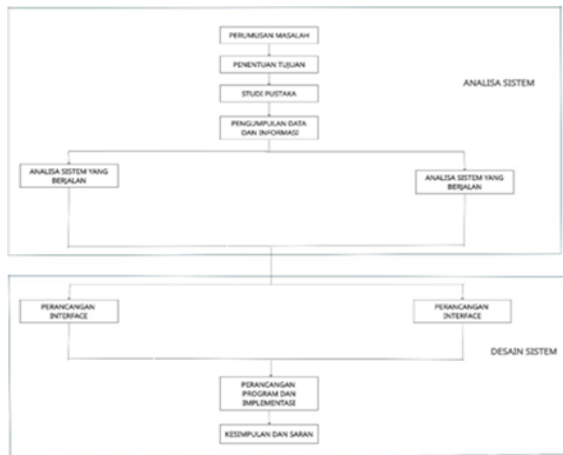 PERUMUSAN MASALAH
PENENTUAN TUJUAN
ANALISA SISTEM
STUDI PUSTAKA
PENGUMPULAN DATA
DAN INFORMASI
ANALISA SISTEM YANG
BERJALAN
ANALISA SISTEM YANG
BERJALAN
PERANCANGAN
INTERFACE
PERANCANGAN
INTERFACE
DESAIN SISTEM
PERANCANGAN
PROGRAM DAN
IMPLEMENTASI
KESIMPULAN DAN SARAN